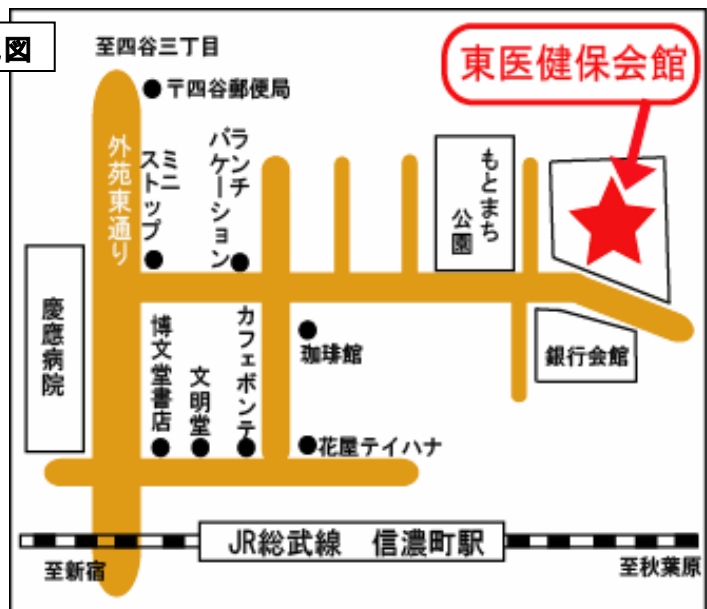 図
至四谷三丁目
東医健保会館
〒四谷郵便局
外苑東通り
ミニ
ストップ
ランチ
バケーション
もとまち
公園
慶應病院
博文堂書店
文明堂
カフェボンテ
珈琲館
銀行会館
花屋テイハナ
JR総武線 信濃町駅
至新宿
至秋葉原